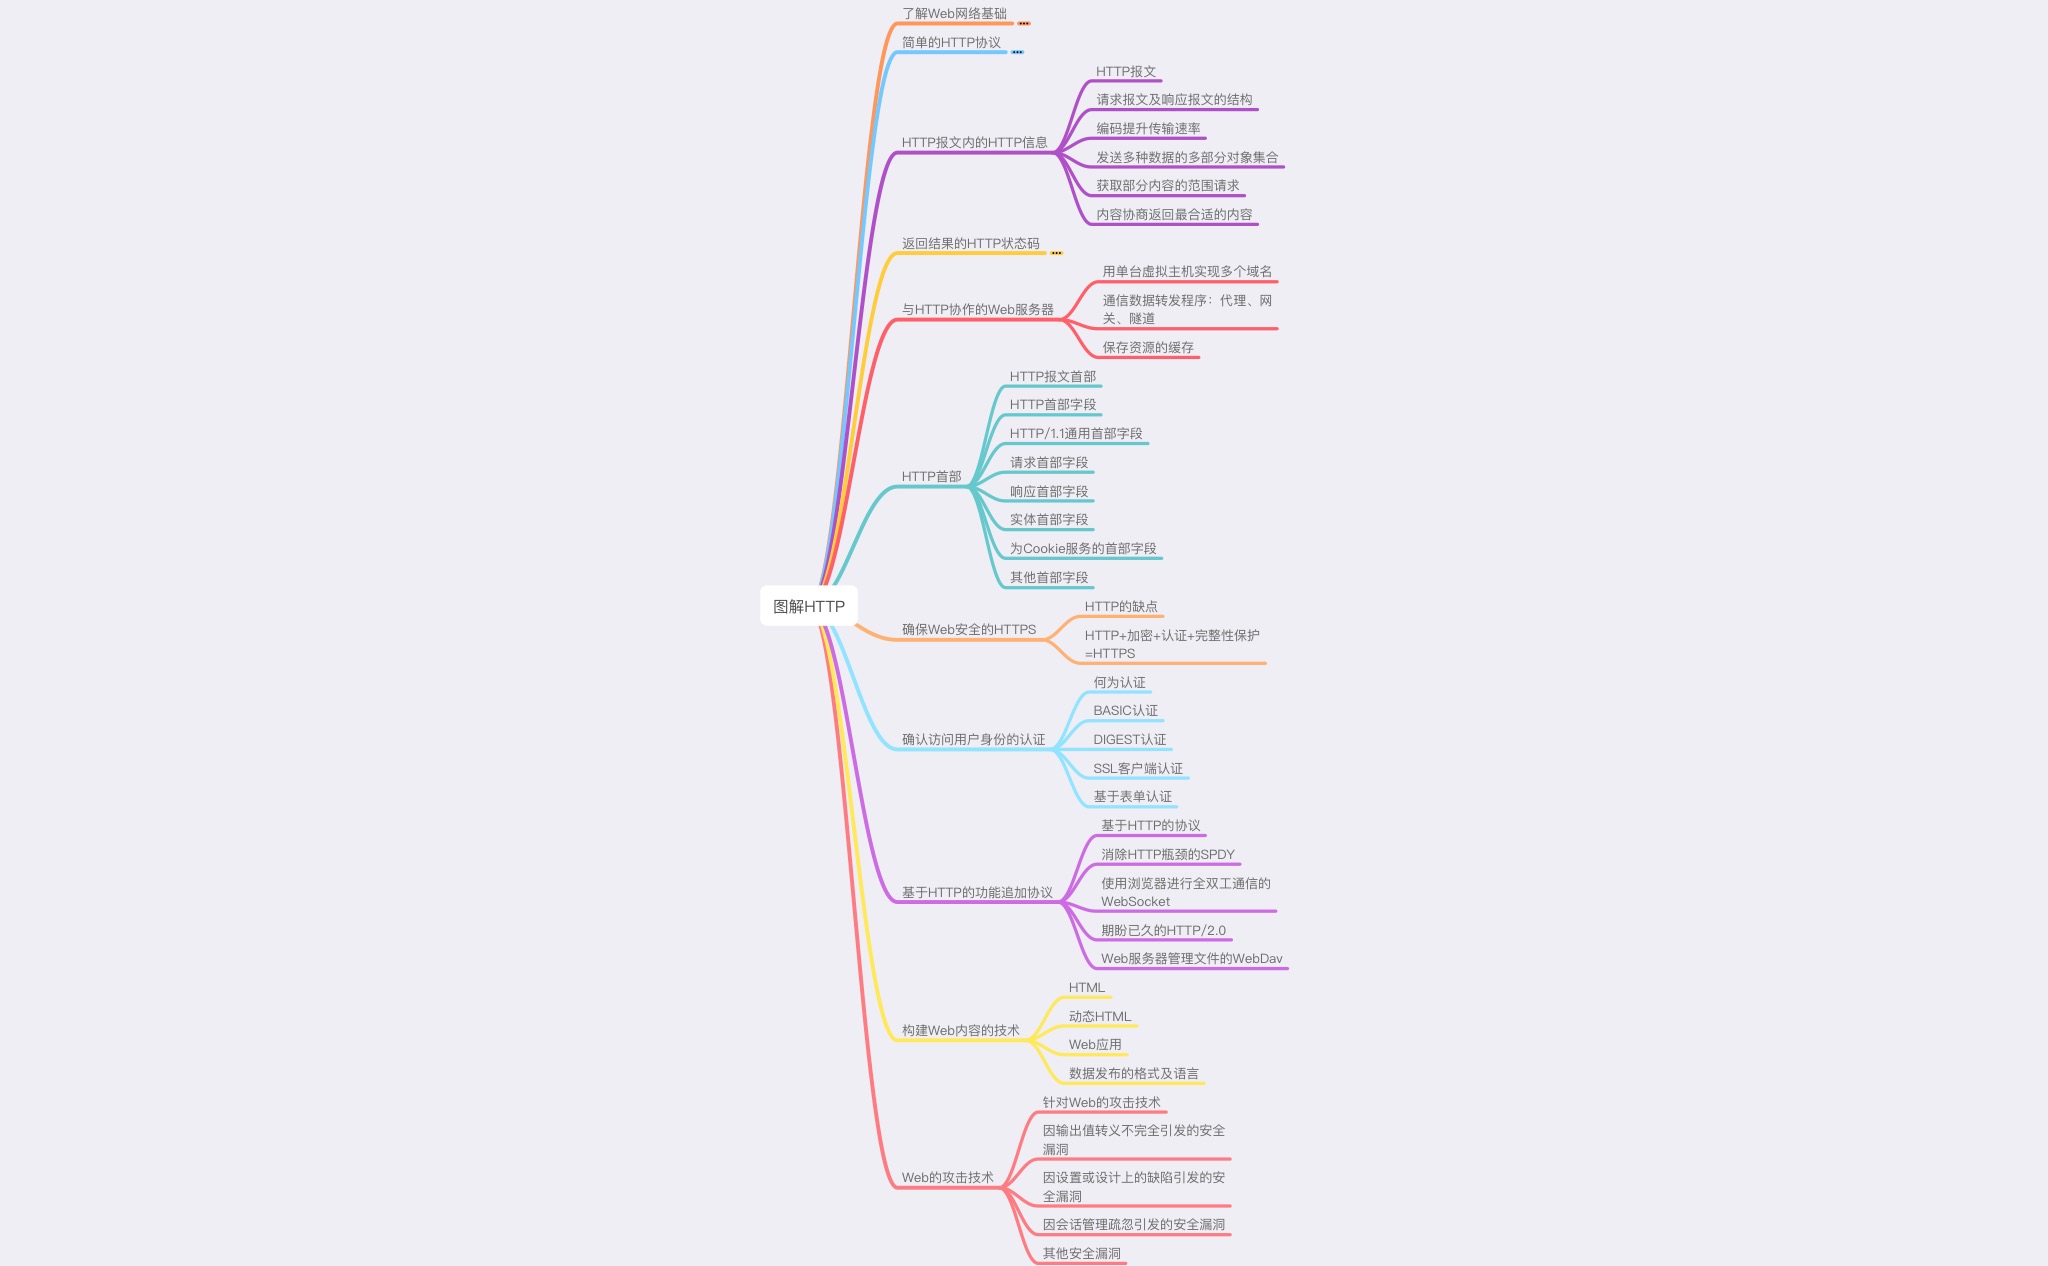 了解Web网络基础
简单的HTTP协议
HTTP报文内的HTTP信息
HTTP报文
请求报文及响应报文的结构
编码提升传输速率
发送多种数据的多部分对象集合
获取部分内容的范围请求
内容协商返回最合适的内容
返回结果的HTTP状态码
与HTTP协作的Web服务器
用单台虚拟主机实现多个域名
通信数据转发程序：代理、网
关、隧道
保存资源的缓存
HTTP首部
HTTP报文首部
HTTP首部字段
HTTP/1.1通用首部字段
请求首部字段
响应首部字段
实体首部字段
为Cookie服务的首部字段
其他首部字段
图解HTTP
确保Web安全的HTTPS
HTTP的缺点
HTTP+加密+认证+完整性保护
=HTTPS
确认访问用户身份的认证
何为认证
BASIC认证
DIGEST认证
SSL客户端认证
基于表单认证
基于HTTP的功能追加协议
基于HTTP的协议
消除HTTP瓶颈的SPDY
使用浏览器进行全双工通信的
WebSocket
期盼已久的HTTP/2.0
Web服务器管理文件的WebDav
构建Web内容的技术
HTML
动态HTML
Web应用
数据发布的格式及语言
Web的攻击技术
针对Web的攻击技术
因输出值转义不完全引发的安全
漏洞
因设置或设计上的缺陷引发的安
全漏洞
因会话管理疏忽引发的安全漏洞
其他安全漏洞